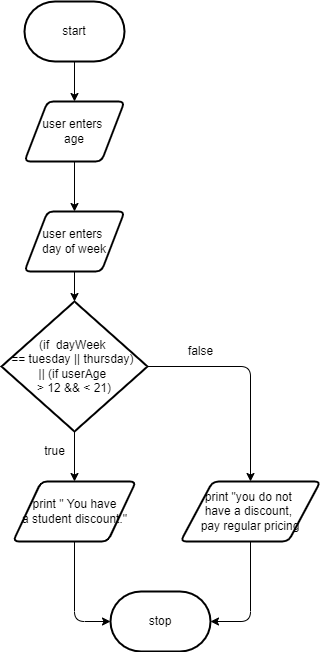 start
user enters
age
user enters
day of week
(if dayWeek
== tuesday || thursday)
|| (if userAge
> 12 && < 21)
false
true
print " You have
a student discount."
print "you do not
have a discount,
pay regular pricing
stop